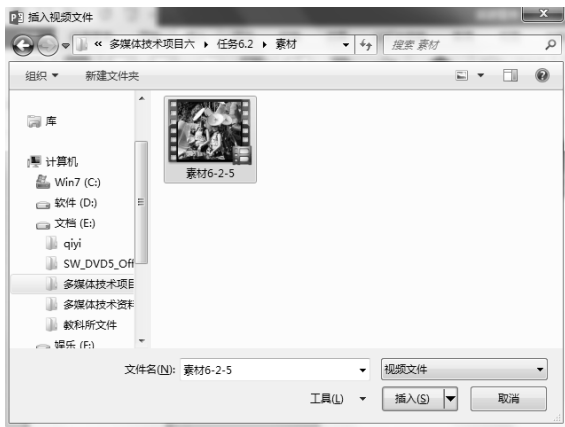 插入视频文件
« 多媒体技术项目六 ▸ 任务6.2 ▸ 素材
搜索 素材
组织
新建文件夹
库
计算机
Win7 (C:)
软件 (D:)
文档 (E:)
qiyi
SW_DVD5_Off
多媒体技术项目
多媒体技术资料
教科所文件
娱乐 (F:)
素材6-2-5
文件名(N): 素材6-2-5
视频文件
工具(L)
插入(S)
取消